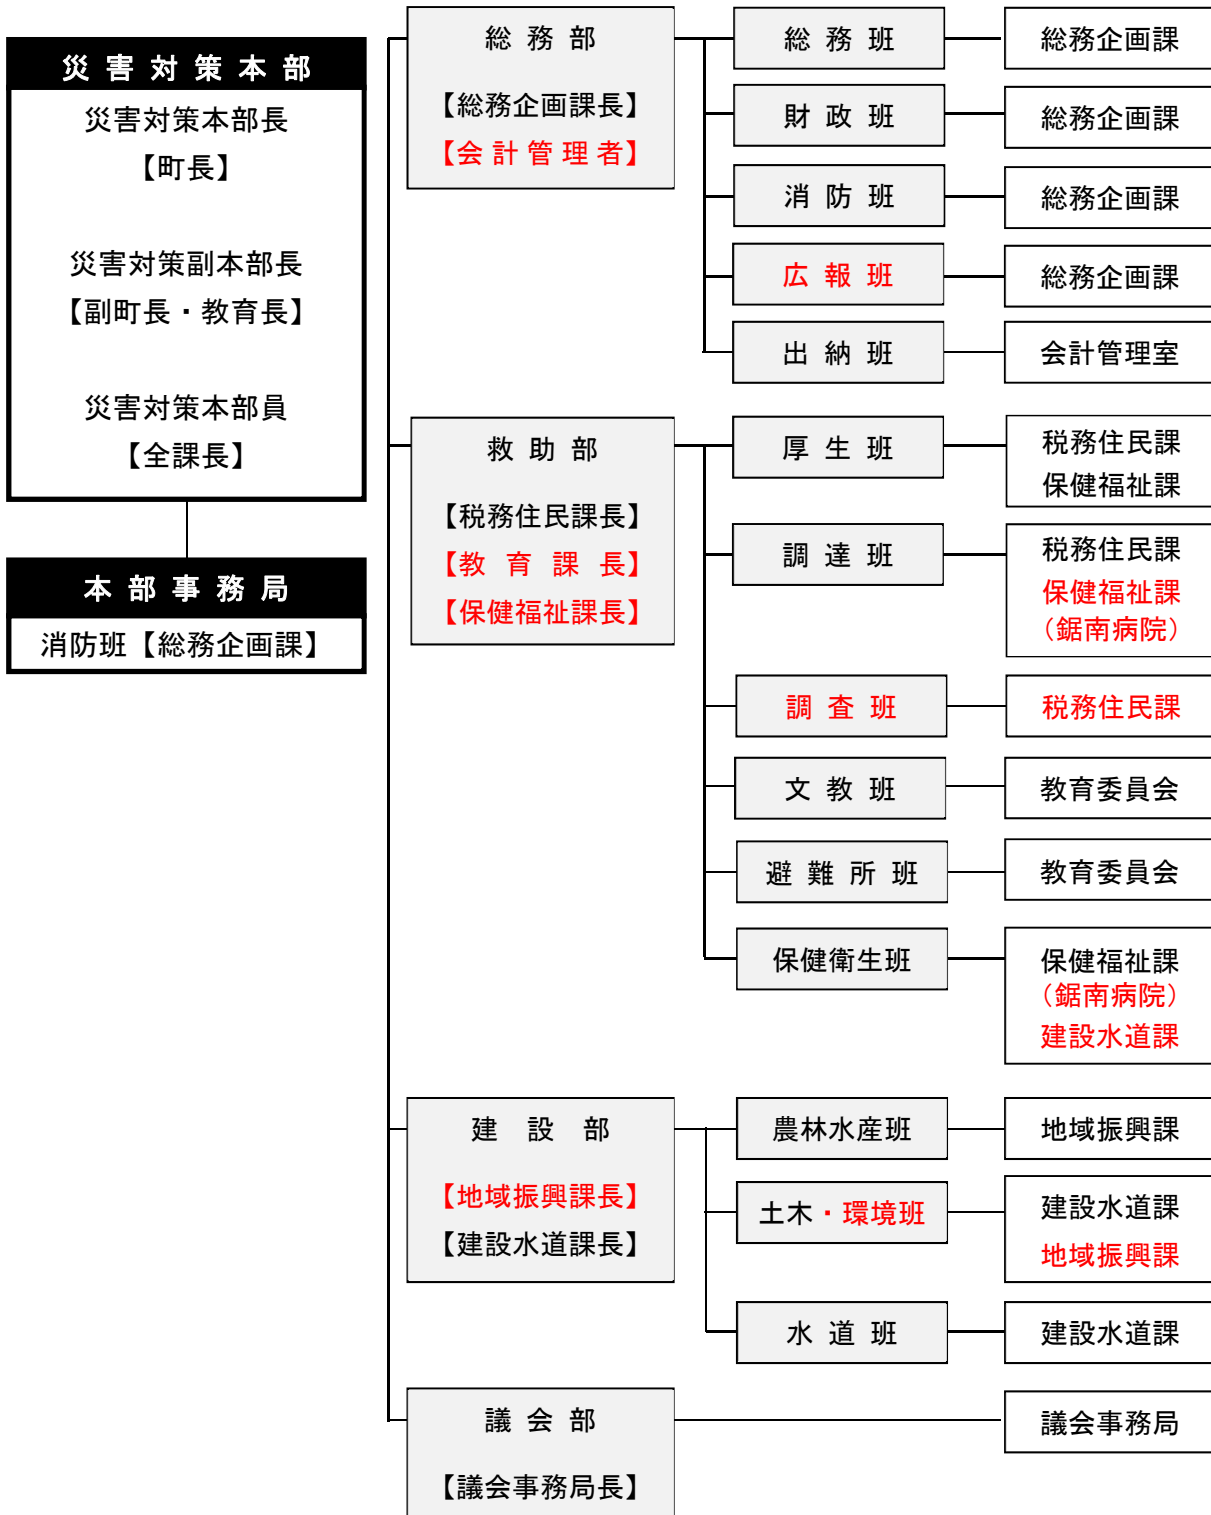 災害対策本部
災害対策本部長
【町長】
災害対策副本部長
【副町長・教育長】
災害対策本部員
【全課長】
本部事務局
消防班【総務企画課】
総務部
【総務企画課長】
【会計管理者】
総務班
総務企画課
財政班
総務企画課
消防班
総務企画課
広報班
総務企画課
出納班
会計管理室
救助部
【税務住民課長】
【教育課長】
【保健福祉課長】
厚生班
税務住民課
保健福祉課
調達班
税務住民課
保健福祉課
（鋸南病院）
調査班
税務住民課
文教班
教育委員会
避難所班
教育委員会
保健衛生班
保健福祉課
（鋸南病院）
建設水道課
建設部
【地域振興課長】
【建設水道課長】
農林水産班
地域振興課
土木・環境班
建設水道課
地域振興課
水道班
建設水道課
議会部
【議会事務局長】
議会事務局